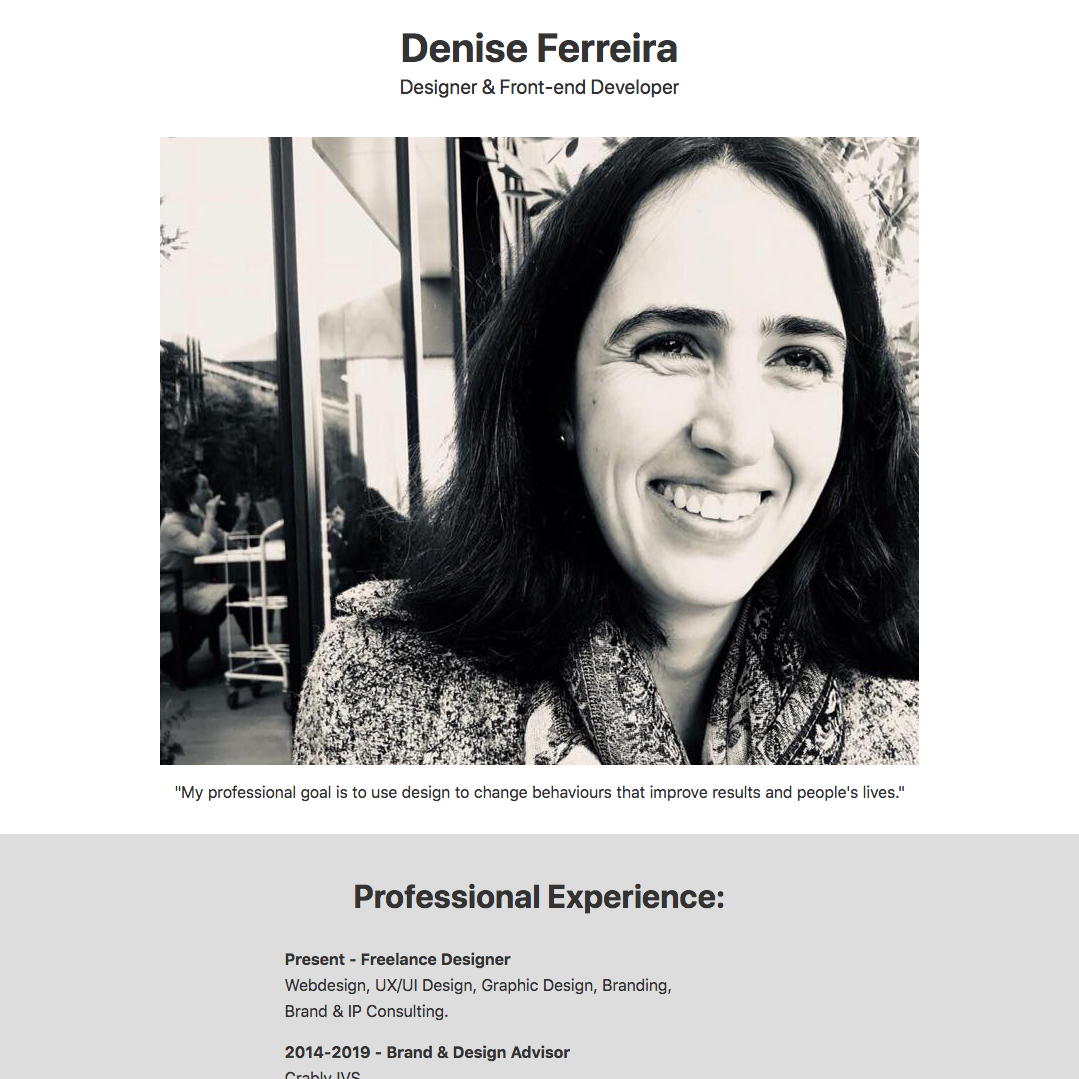 Denise Ferreira
Designer & Front-end Developer
"My professional goal is to use design to change behaviours that improve results and people's lives."
Professional Experience:
Present - Freelance Designer
Webdesign, UX/UI Design, Graphic Design, Branding,
Brand & IP Consulting.
2014-2019 - Brand & Design Advisor
Crably IVS